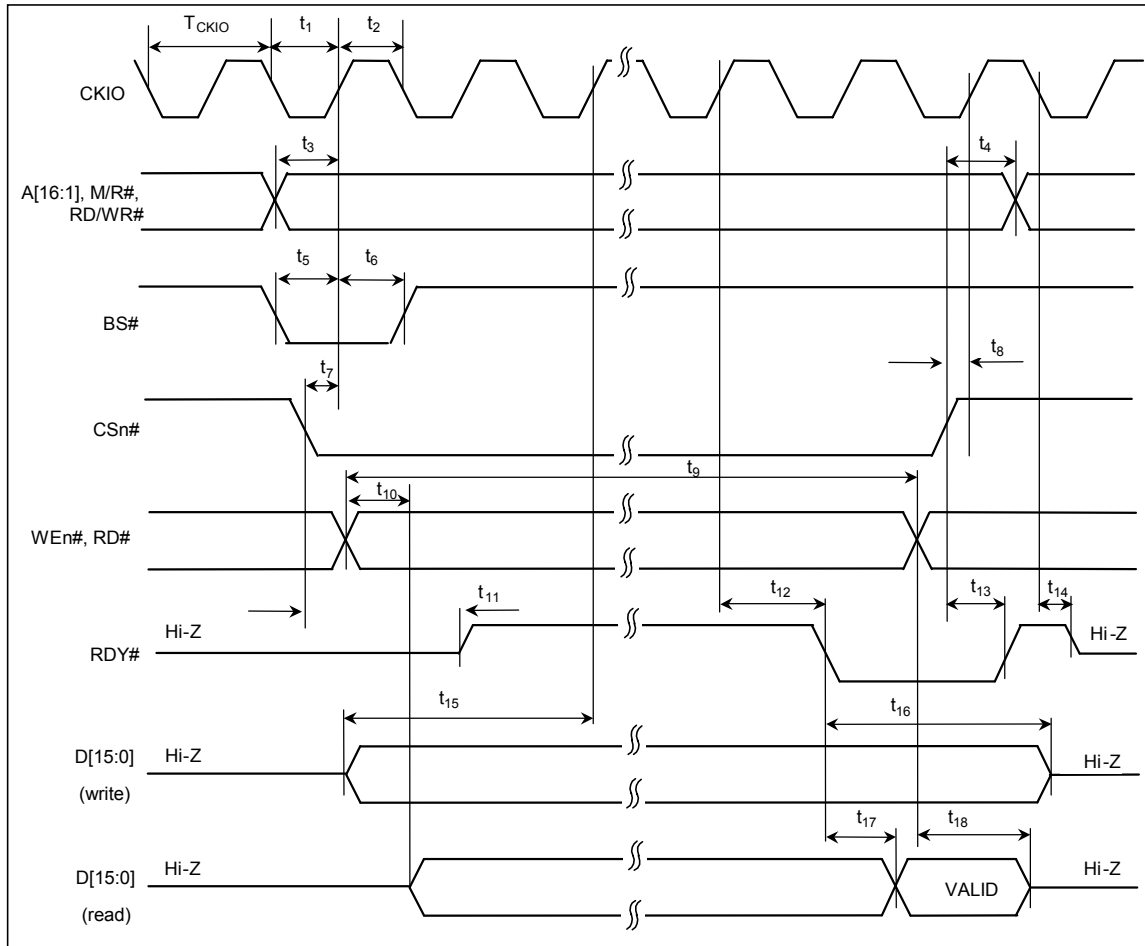 T_CKIO t_1 t_2
CKIO
t_3 t_4
A[16:1], M/R#,
RD/WR#
t_5 t_6
BS#
t_7 t_8
CSn#
t_9
t_10
WEn#, RD#
t_11 t_12 t_13 t_14
Hi-Z Hi-Z
RDY#
t_15 t_16
D[15:0] Hi-Z Hi-Z
(write)
t_17 t_18
D[15:0] Hi-Z VALID Hi-Z
(read)